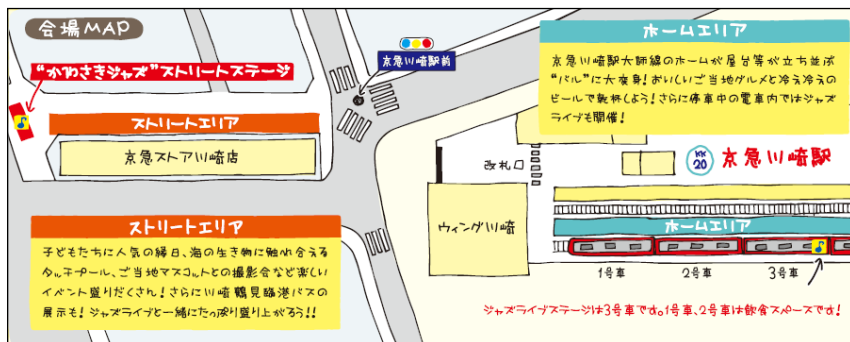 会場MAP
"かわさきジャズ"ストリートステージ
京急川崎駅前
ストリートエリア
京急ストア川崎店
ストリートエリア
子どもたちに人気の縁日、海の生き物に触れ合える
タッチプール、ご当地マスコットとの撮影会など楽しい
イベント盛りだくさん!さらに川崎鶴見臨港バスの
展示も!ジャズライブと一緒にたっぷり盛り上がろう!!
ホームエリア
京急川崎駅大師線のホームが屋台等が立ち並ぶ
"バル"に大変身!おいしいご当地グルメと冷え冷えの
ビールで乾杯しよう!さらに停車中の電車内ではジャズ
ライブも開催!
改札口
KK
20
京急川崎駅
ウィング川崎
ホームエリア
1号車
2号車
3号車
ジャズライブステージは3号車です。1号車、2号車は飲食スペースです!